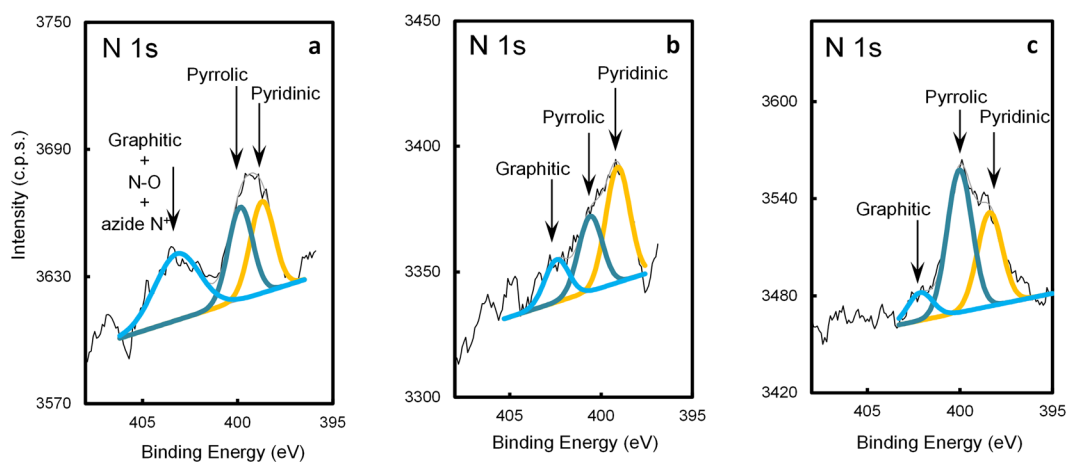 3750
3690
3630
3570
Intensity (c.p.s.)
N 1s
a
Pyrrolic
Pyridinic
Graphitic
+
N-O
+
azide N+
405
400
395
Binding Energy (eV)
3450
3400
3350
3300
N 1s
b
Pyridinic
Pyrrolic
Graphitic
405
400
Binding Energy (eV)
3600
3540
3480
3420
N 1s
c
Pyrrolic
Pyridinic
Graphitic
405
400
395
Binding Energy (eV)